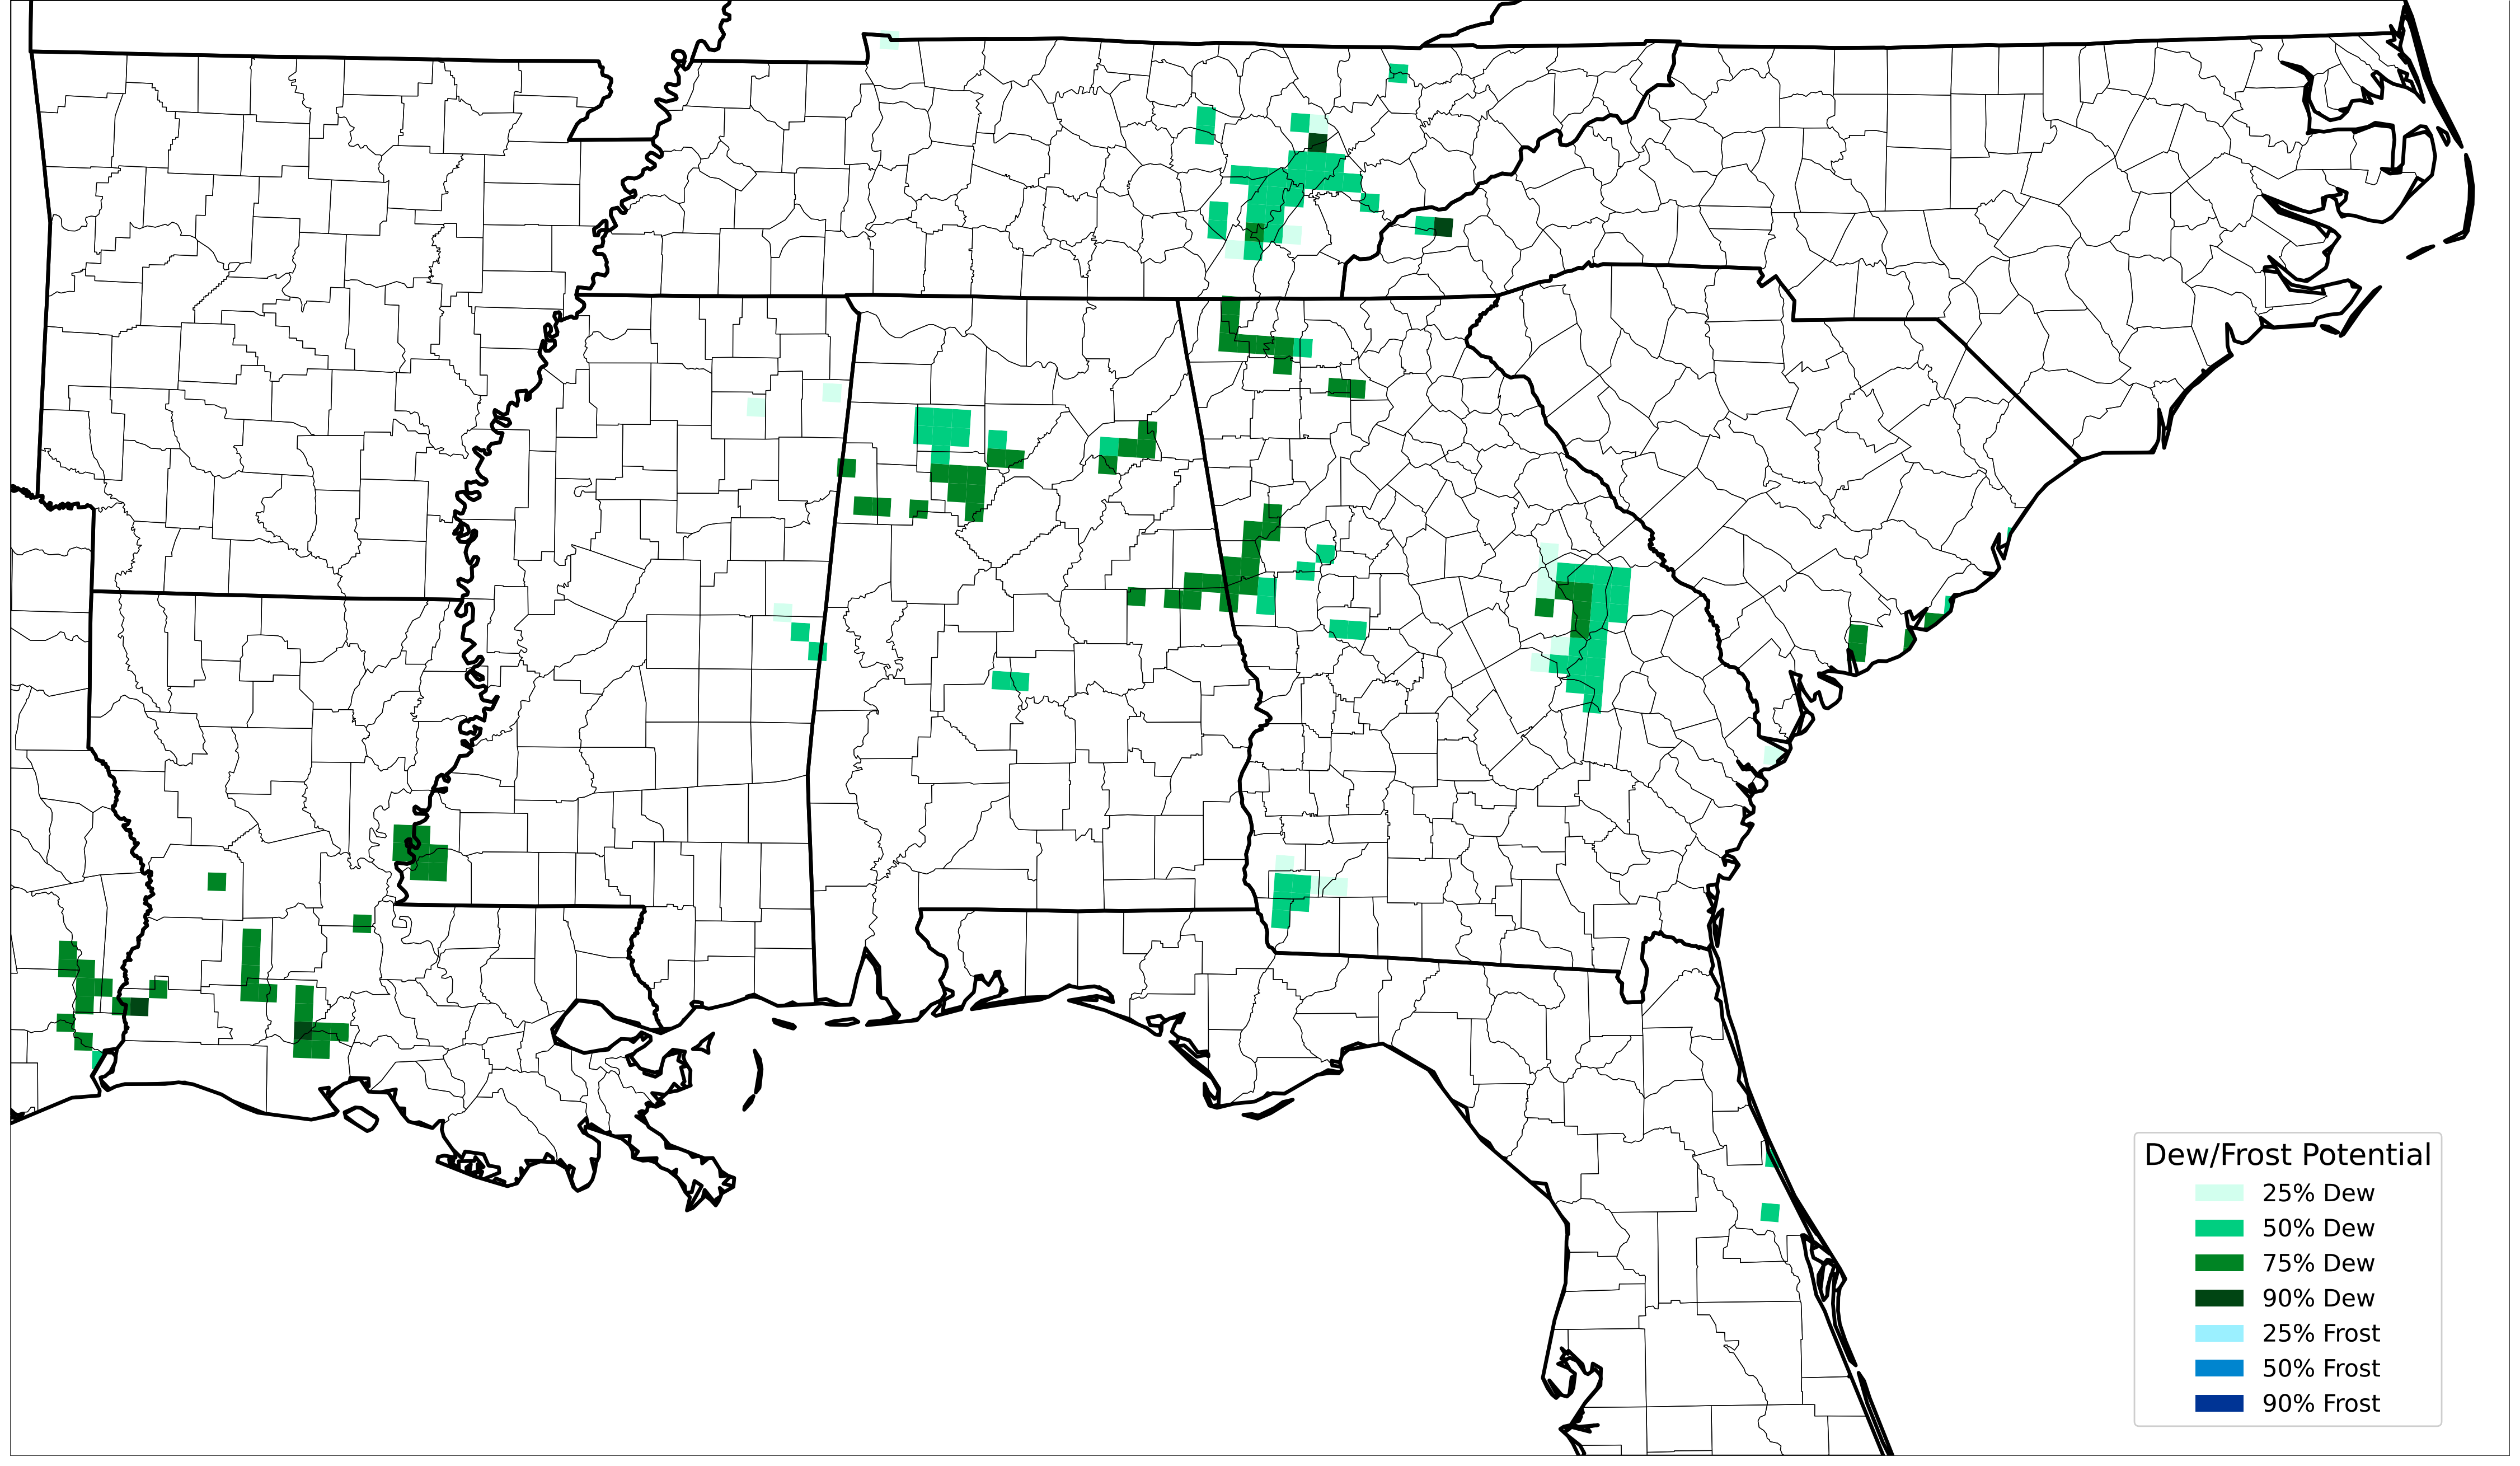 Dew/Frost Potential
25% Dew
50% Dew
75% Dew
90% Dew
25% Frost
50% Frost
90% Frost